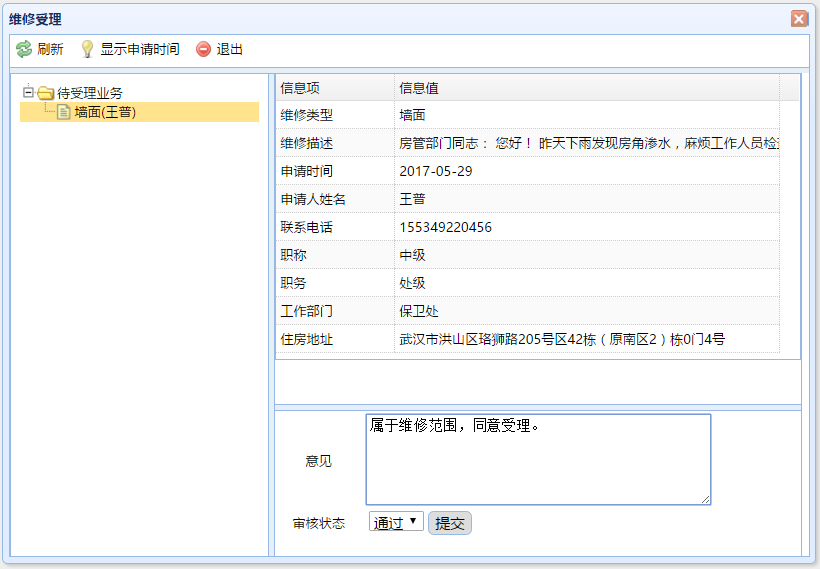 维修受理
刷新 显示申请时间 退出
待受理业务
墙面(王普)
信息项 信息值
维修类型 墙面
维修描述 房管部门同志： 您好！ 昨天下雨发现房角渗水，麻烦工作人员检
申请时间 2017-05-29
申请人姓名 王普
联系电话 155349220456
职称 中级
职务 处级
工作部门 保卫处
住房地址 武汉市洪山区珞狮路205号区42栋（原南区2）栋0门4号
意见 属于维修范围，同意受理。
审核状态 通过 提交